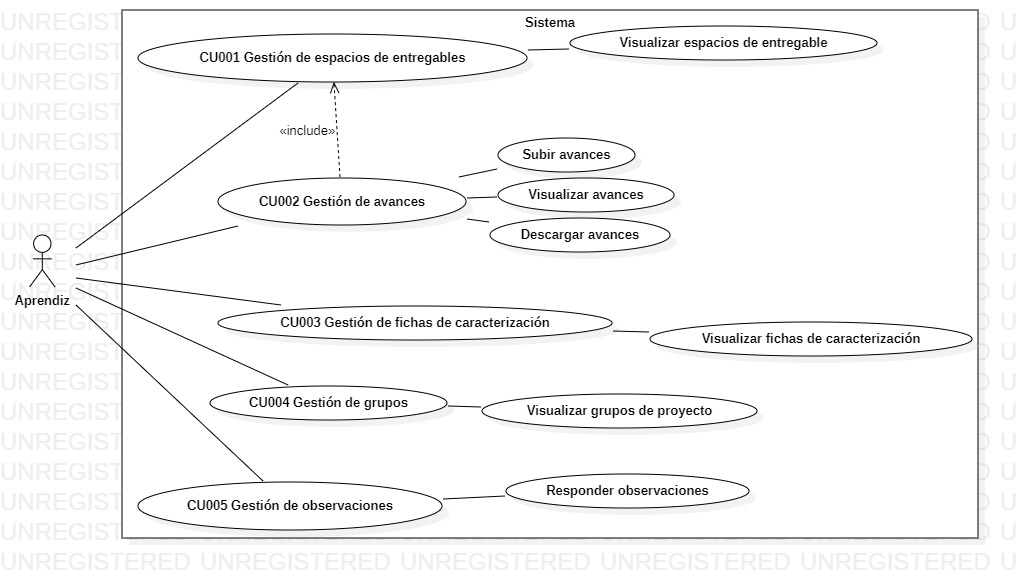 Sistema
CU001 Gestión de espacios de entregables
Visualizar espacios de entregable
«include»
Subir avances
CU002 Gestión de avances
Visualizar avances
Descargar avances
Aprendiz
CU003 Gestión de fichas de caracterización
Visualizar fichas de caracterización
CU004 Gestión de grupos
Visualizar grupos de proyecto
CU005 Gestión de observaciones
Responder observaciones
UNREGISTERED UNREGISTERED UNREGISTERED UNREGISTERED UNREGISTERED